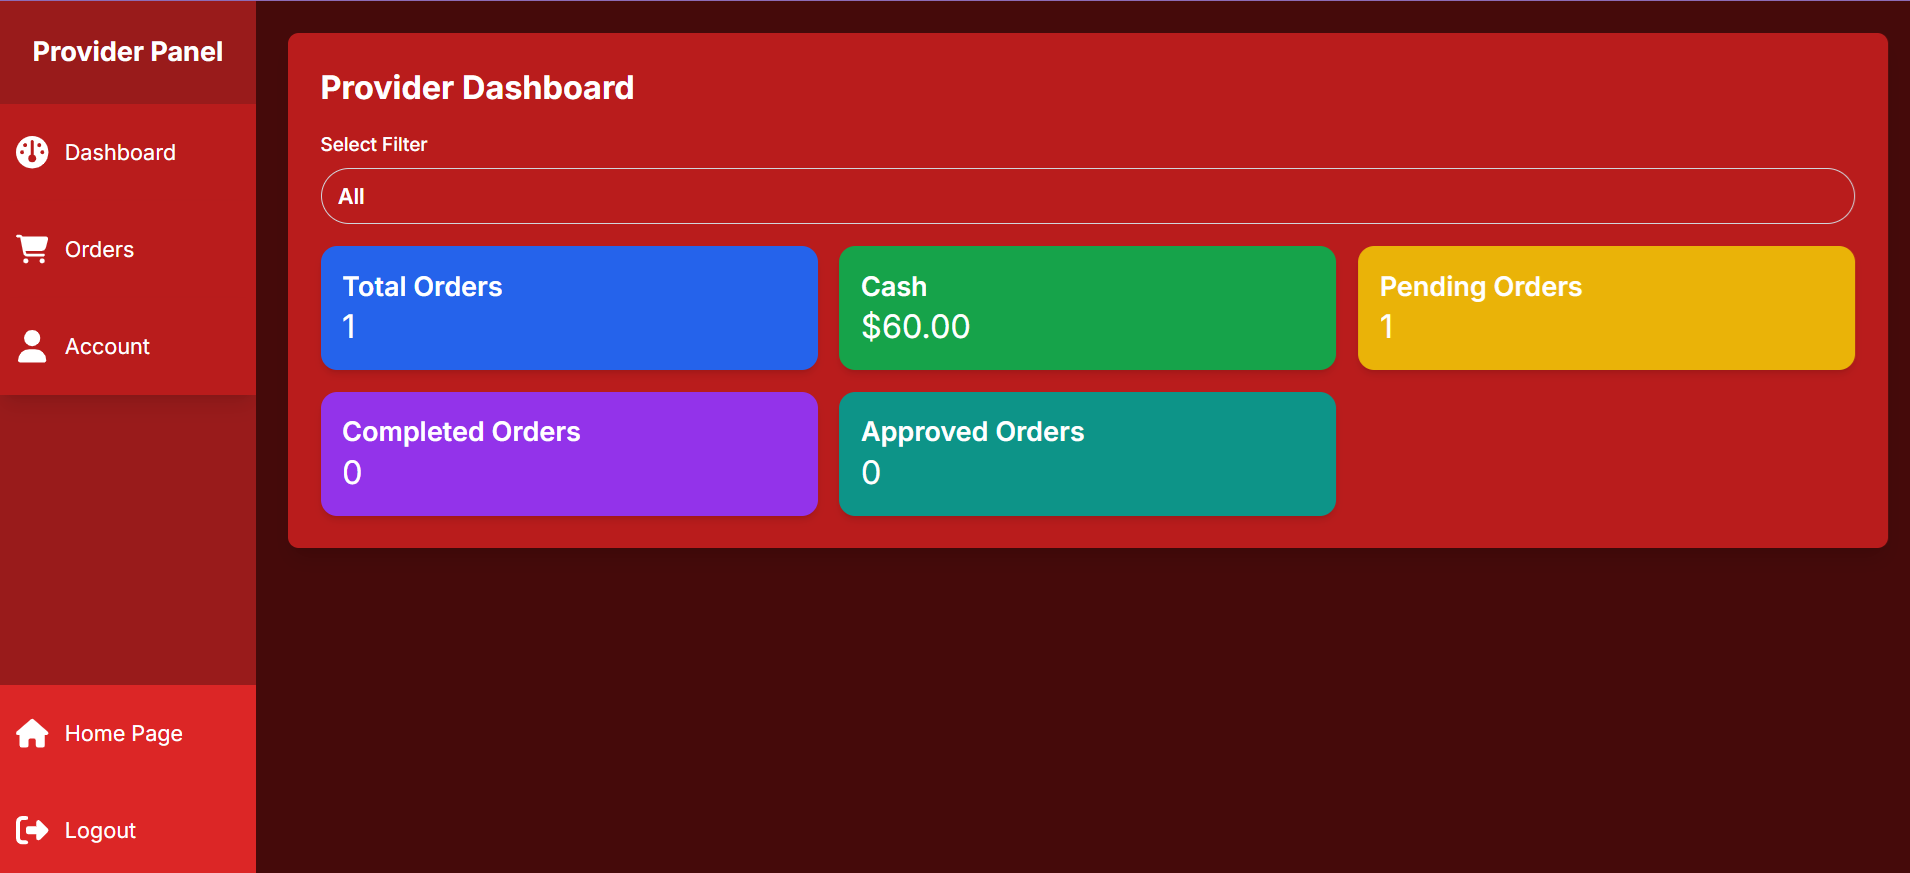 Provider Panel
Dashboard
Orders
Account
Home Page
Logout
Provider Dashboard
Select Filter
All
Total Orders
1
Cash
$60.00
Pending Orders
1
Completed Orders
0
Approved Orders
0